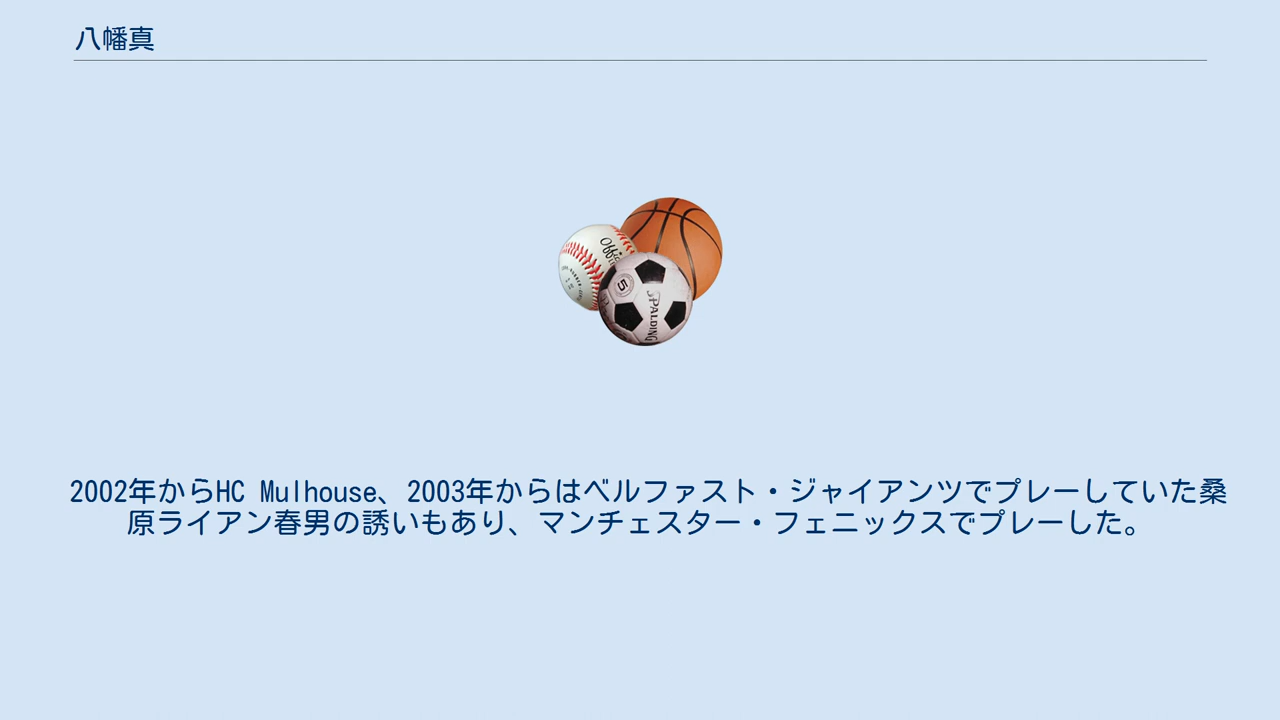 八幡真
Offic
5
SPALDING
2002年からHC Mulhouse、2003年からはベルファスト・ジャイアンツでプレーしていた桑
原ライアン春男の誘いもあり、マンチェスター・フェニックスでプレーした。